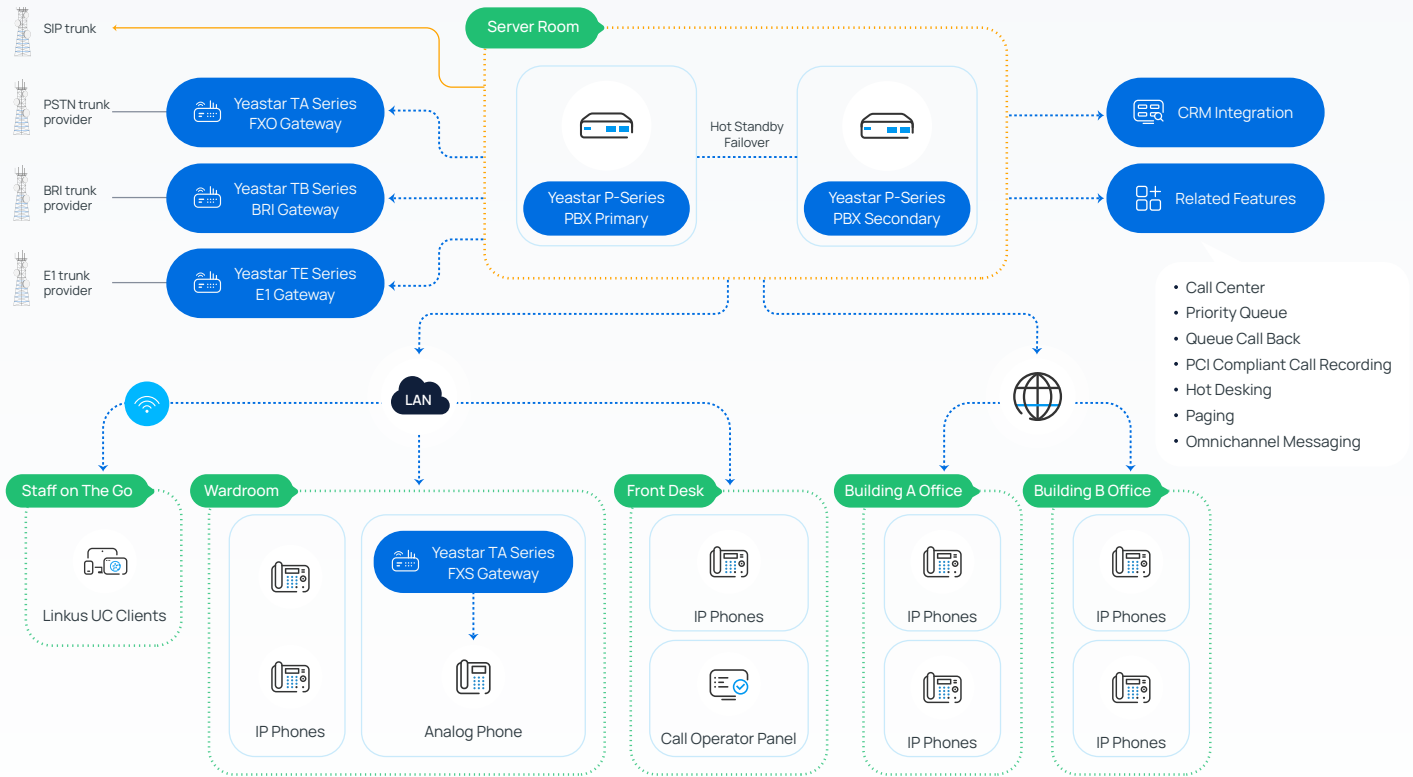 SIP trunk
Server Room
PSTN trunk
provider
Yeastar TA Series
FXO Gateway
BRI trunk
provider
Yeastar TB Series
BRI Gateway
E1 trunk
provider
Yeastar TE Series
E1 Gateway
Yeastar P-Series
PBX Primary
Hot Standby
Failover
Yeastar P-Series
PBX Secondary
CRM Integration
Related Features
• Call Center
• Priority Queue
• Queue Call Back
• PCI Compliant Call Recording
• Hot Desking
• Paging
• Omnichannel Messaging
LAN
Staff on The Go
Linkus UC Clients
Wardroom
IP Phones
Yeastar TA Series
FXS Gateway
Analog Phone
Front Desk
IP Phones
Call Operator Panel
Building A Office
IP Phones
IP Phones
Building B Office
IP Phones
IP Phones